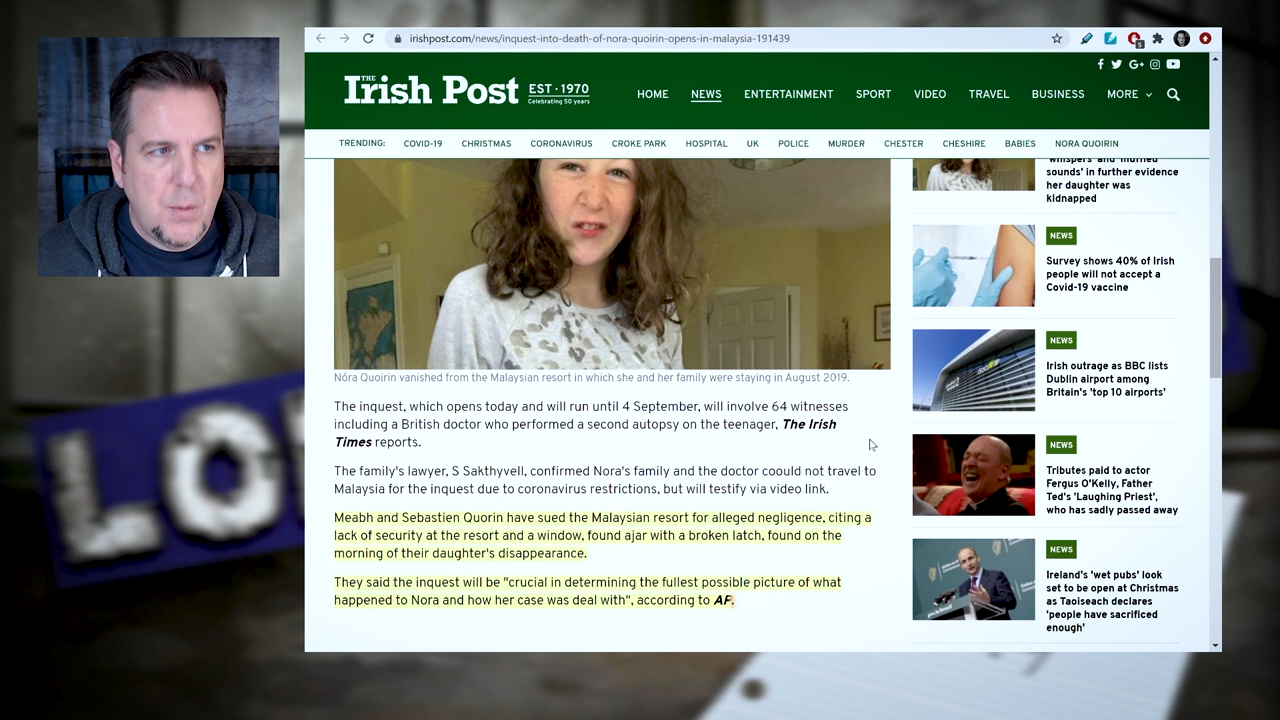 irishpost.com/news/inquest-into-death-of-nora-quoirin-opens-in-malaysia-191439
THE
Irish Post
EST · 1970
Celebrating 50 years
HOME
NEWS
ENTERTAINMENT
SPORT
VIDEO
TRAVEL
BUSINESS
MORE
TRENDING:
COVID-19
CHRISTMAS
CORONAVIRUS
CROKE PARK
HOSPITAL
UK
POLICE
MURDER
CHESTER
CHESHIRE
BABIES
NORA QUOIRIN
Nóra Quoirin vanished from the Malaysian resort in which she and her family were staying in August 2019.
The inquest, which opens today and will run until 4 September, will involve 64 witnesses
including a British doctor who performed a second autopsy on the teenager, The Irish
Times reports.
The family's lawyer, S Sakthyvell, confirmed Nora's family and the doctor coould not travel to
Malaysia for the inquest due to coronavirus restrictions, but will testify via video link.
Meabh and Sebastien Quorin have sued the Malaysian resort for alleged negligence, citing a
lack of security at the resort and a window, found ajar with a broken latch, found on the
morning of their daughter's disappearance.
They said the inquest will be "crucial in determining the fullest possible picture of what
happened to Nora and how her case was deal with", according to AP.
'whispers' and 'muffled
sounds' in further evidence
her daughter was
kidnapped
NEWS
Survey shows 40% of Irish
people will not accept a
Covid-19 vaccine
NEWS
Irish outrage as BBC lists
Dublin airport among
Britain's 'top 10 airports'
NEWS
Tributes paid to actor
Fergus O'Kelly, Father
Ted's 'Laughing Priest',
who has sadly passed away
NEWS
Ireland's 'wet pubs' look
set to be open at Christmas
as Taoiseach declares
'people have sacrificed
enough'
LO